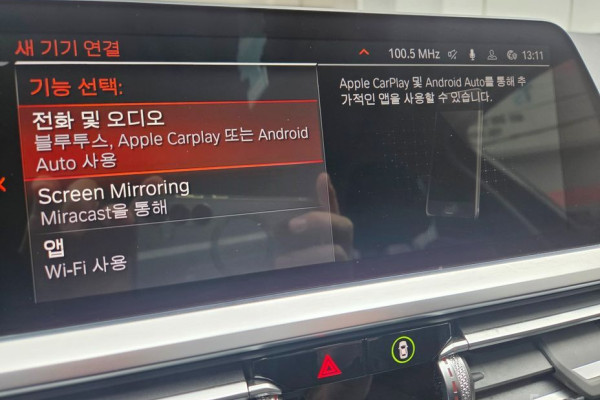 새 기기 연결
100.5 MHz 13:11
기능 선택:
전화 및 오디오
블루투스, Apple Carplay 또는 Android
Auto 사용
Screen Mirroring
Miracast을 통해
앱
Wi-Fi 사용
Apple CarPlay 및 Android Auto를 통해 추
가적인 앱을 사용할 수 있습니다.